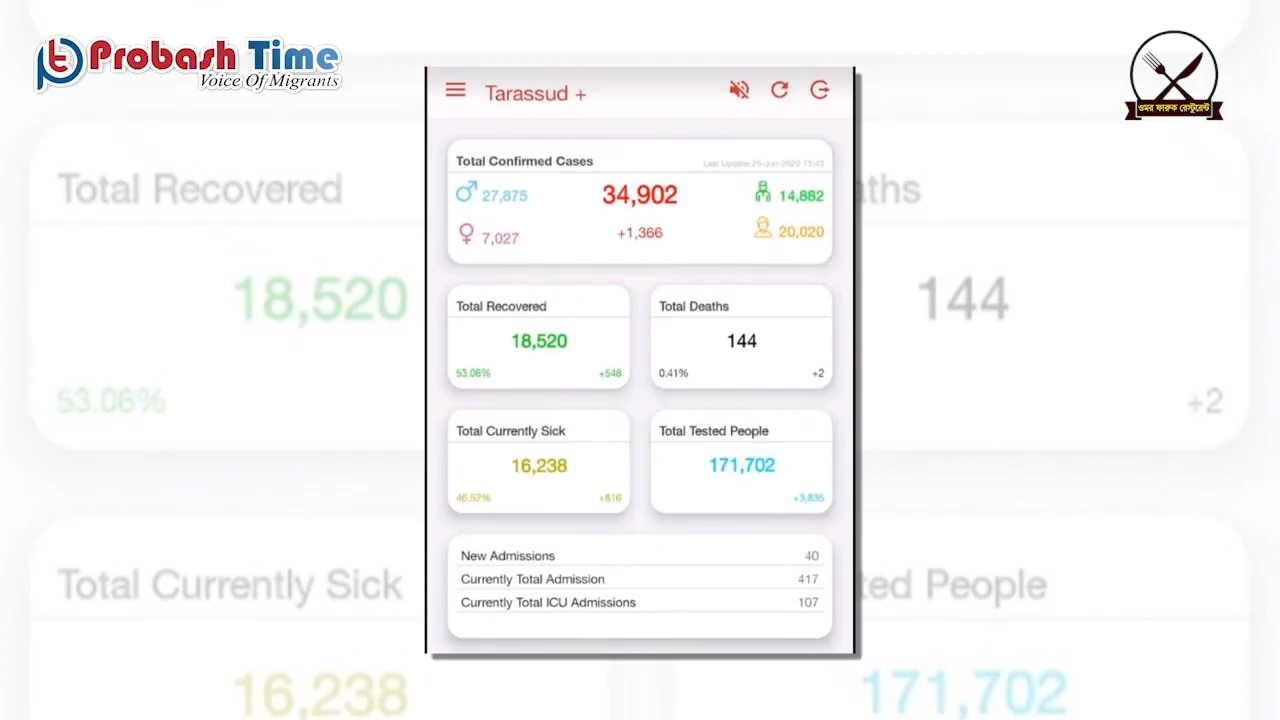 Probash Time
Voice Of Migrants
ওমর ফারুক রেস্টুরেন্ট
Tarassud +
Total Confirmed Cases
Last Update:25-Jun-2020 13:43
27,875
34,902
14,882
7,027
+1,366
20,020
Total Recovered
Total Deaths
18,520
144
53.06%
+548
0.41%
+2
Total Currently Sick
Total Tested People
16,238
171,702
46.52%
+816
+3,835
New Admissions 40
Currently Total Admission 417
Currently Total ICU Admissions 107
Total Recovered
aths
18,520
144
53.06%
+2
Total Currently Sick
ted People
16,238
171,702